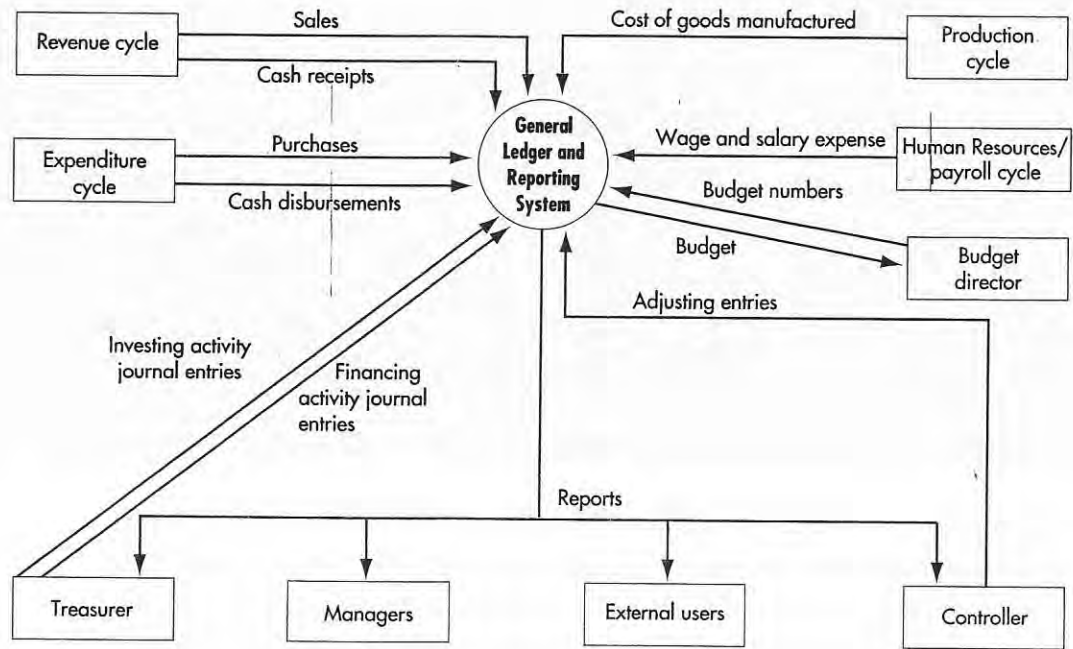 Sales
Revenue cycle
Cash receipts
Cost of goods manufactured
Production
cycle
General
Ledger and
Reporting
System
Purchases
Expenditure
cycle
Cash disbursements
Wage and salary expense
Human Resources/
payroll cycle
Budget numbers
Budget
Budget
director
Adjusting entries
Investing activity
journal entries
Financing
activity journal
entries
Reports
Treasurer
Managers
External users
Controller